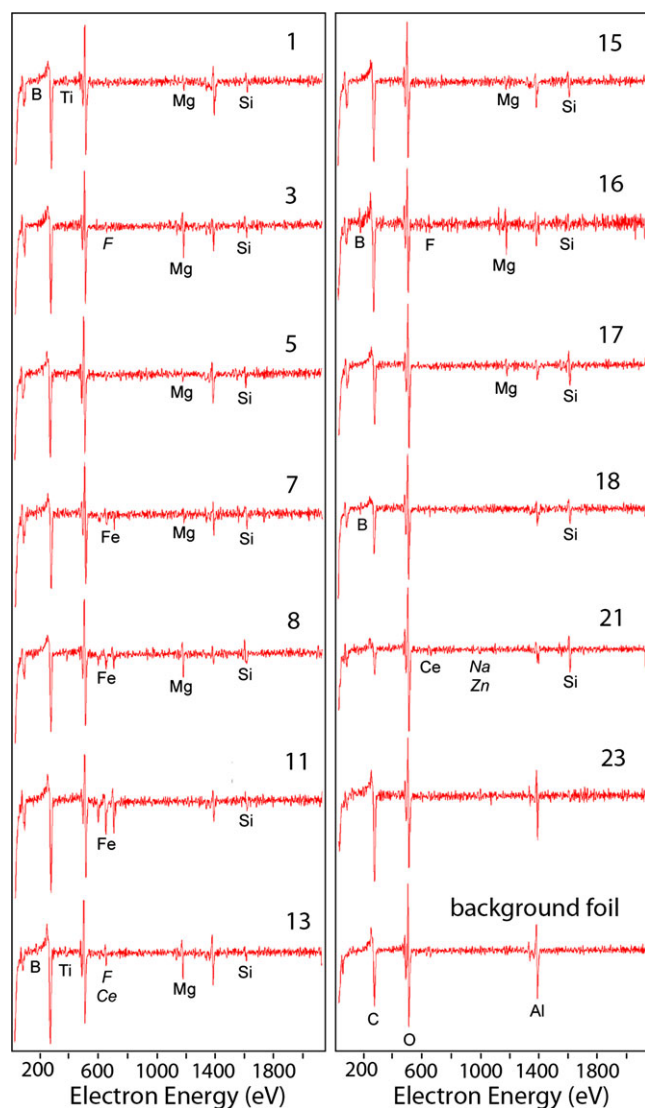 1
B Ti Mg Si
3
F Mg Si
5
Mg Si
7
Fe Mg Si
8
Fe Mg Si
11
Fe Si
13
B Ti F Mg Si
Ce
200 600 1000 1400 1800
Electron Energy (eV)
15
Mg Si
16
B F Mg Si
17
Mg Si
18
B Si
21
Ce Na Si
Zn
23
background foil
C O Al
200 600 1000 1400 1800
Electron Energy (eV)